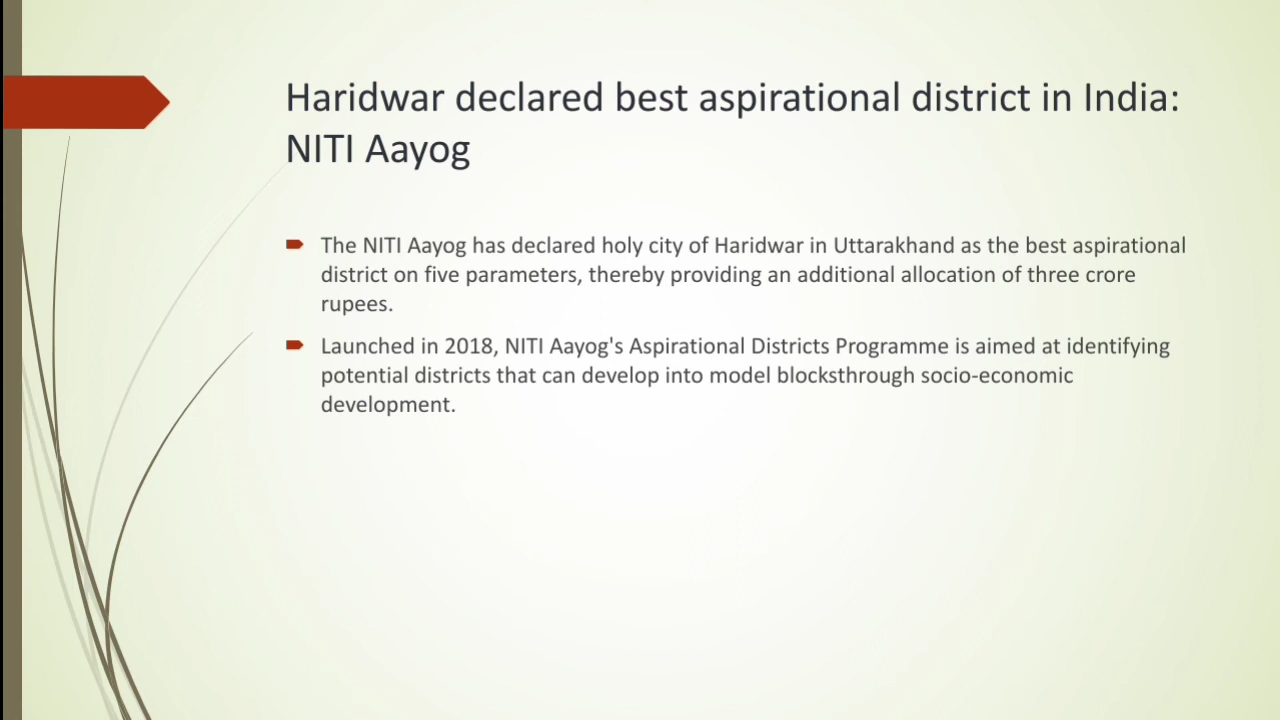 Haridwar declared best aspirational district in India:
NITI Aayog
The NITI Aayog has declared holy city of Haridwar in Uttarakhand as the best aspirational
district on five parameters, thereby providing an additional allocation of three crore
rupees.
Launched in 2018, NITI Aayog's Aspirational Districts Programme is aimed at identifying
potential districts that can develop into model blocksthrough socio-economic
development.